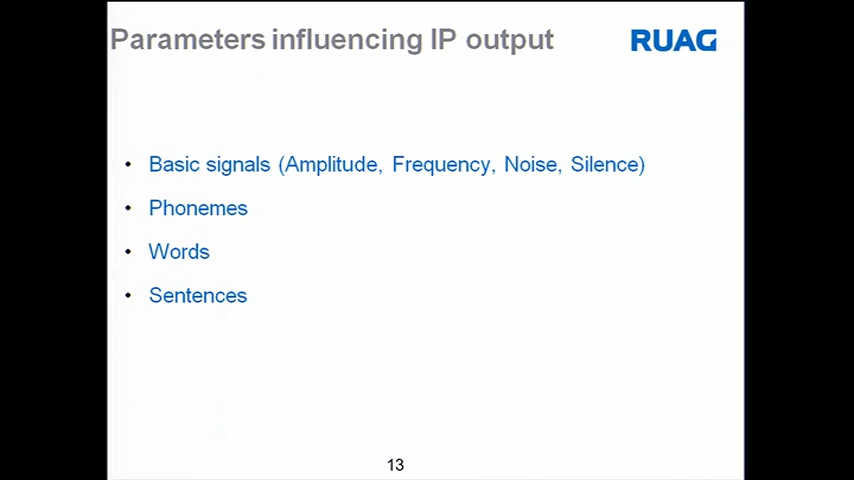 Parameters influencing IP output
RUAG
• Basic signals (Amplitude, Frequency, Noise, Silence)
• Phonemes
• Words
• Sentences
13